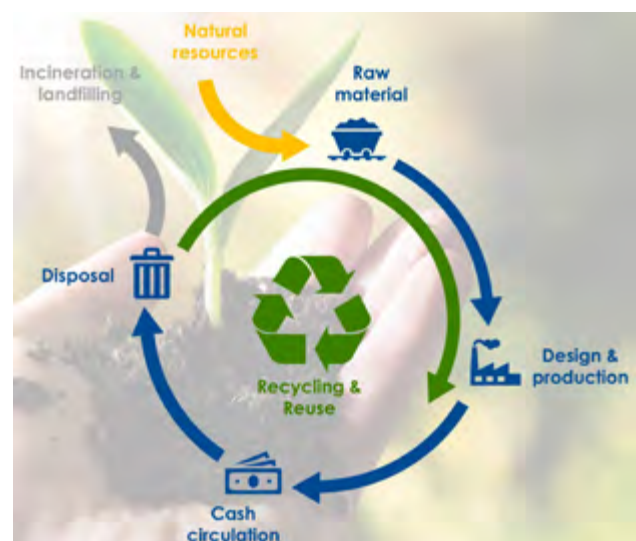 Natural
resources
Incineration &
landfilling
Raw
material
Disposal
Design &
production
Recycling &
Reuse
Cash
circulation